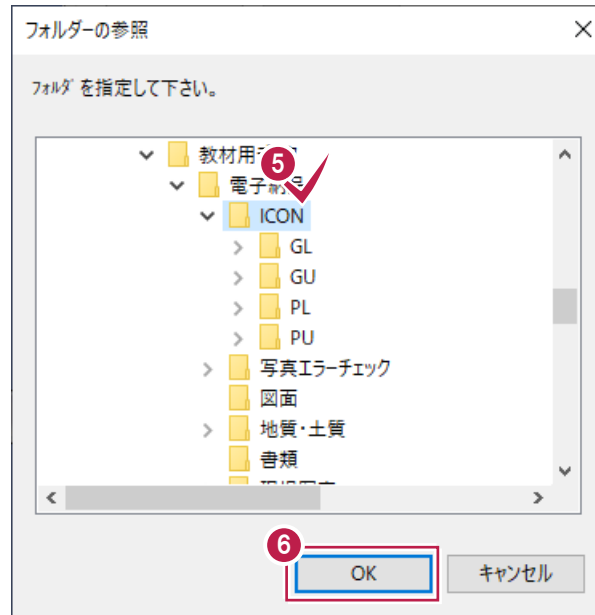 フォルダーの参照
ﾌｫﾙﾀﾞを指定して下さい。
教材用
5
電子納
ICON
GL
GU
PL
PU
写真エラーチェック
図面
地質・土質
書類
6
OK
キャンセル